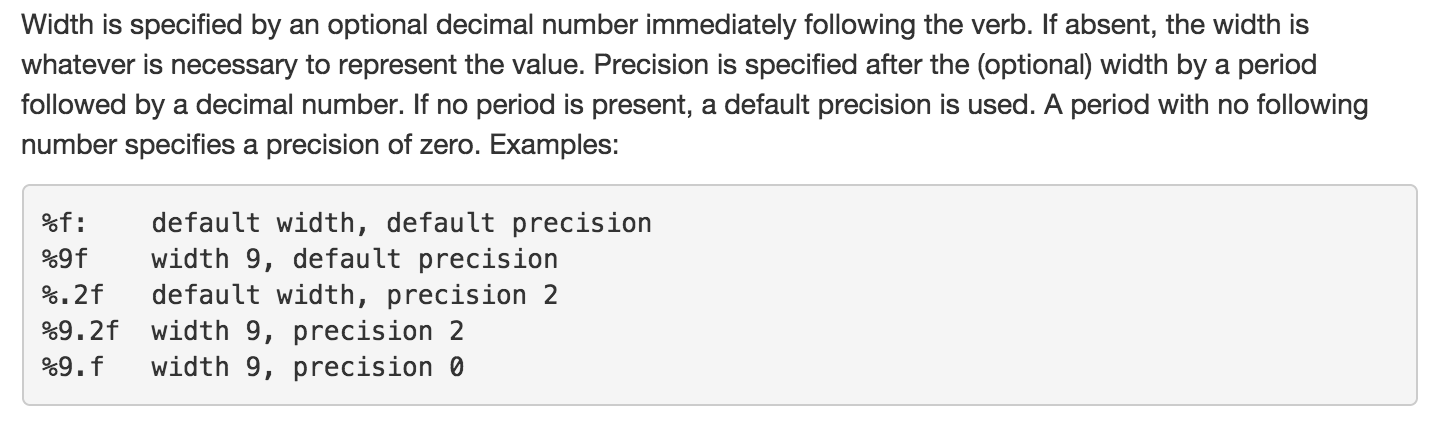 Width is specified by an optional decimal number immediately following the verb. If absent, the width is
whatever is necessary to represent the value. Precision is specified after the (optional) width by a period
followed by a decimal number. If no period is present, a default precision is used. A period with no following
number specifies a precision of zero. Examples:
%f:    default width, default precision
%9f    width 9, default precision
%.2f   default width, precision 2
%9.2f  width 9, precision 2
%9.f   width 9, precision 0